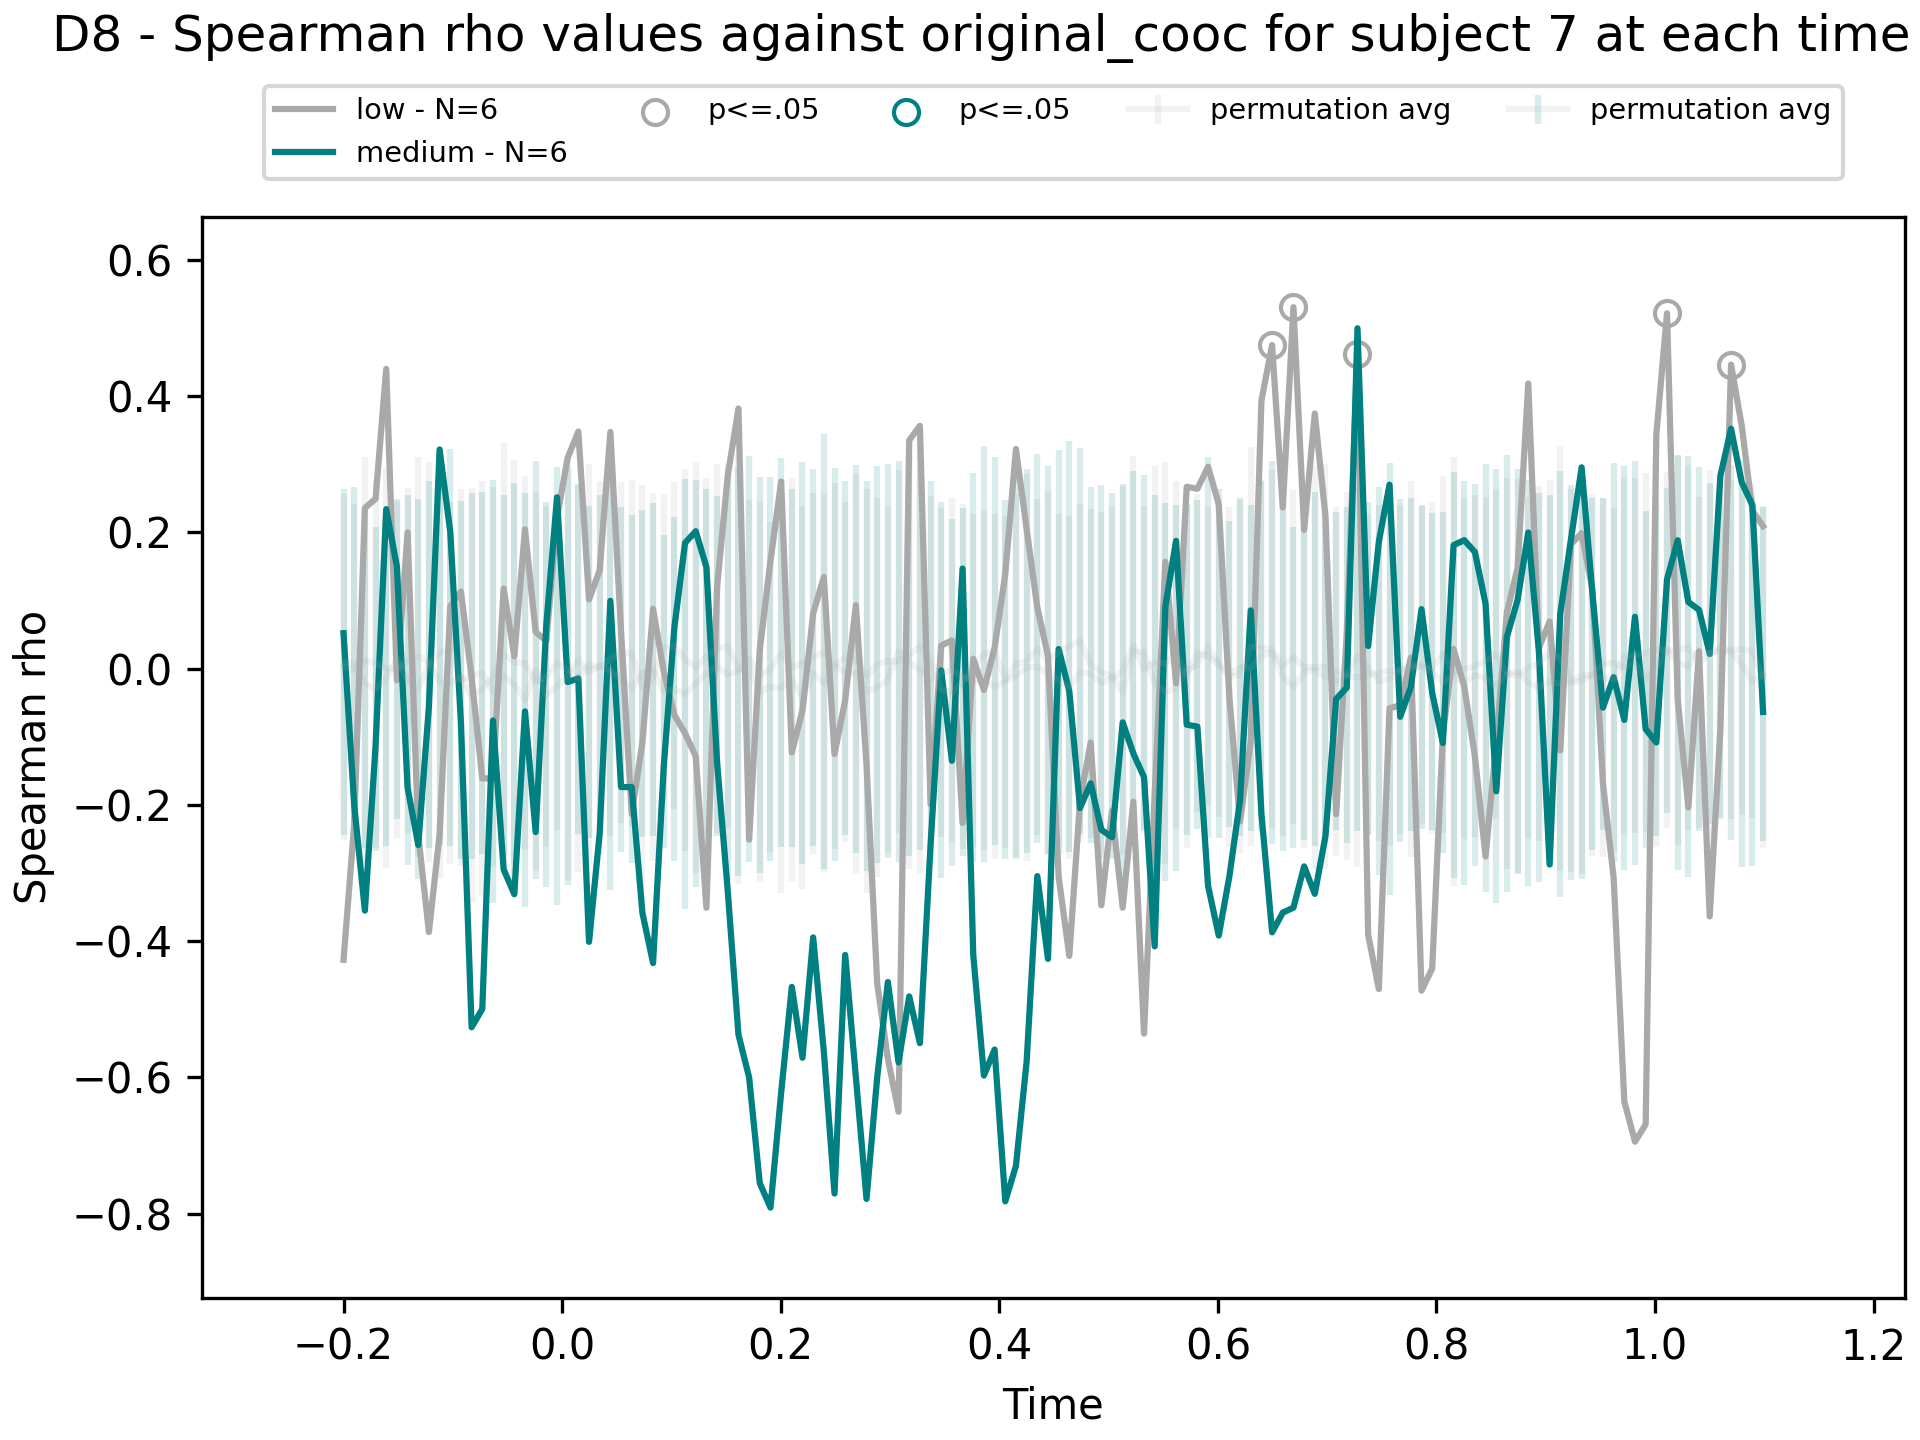 D8 - Spearman rho values against original_cooc for subject 7 at each time
low - N=6
medium - N=6
p<=.05
p<=.05
permutation avg
permutation avg
Spearman rho
0.6
0.4
0.2
0.0
−0.2
−0.4
−0.6
−0.8
−0.2 0.0 0.2 0.4 0.6 0.8 1.0 1.2
Time